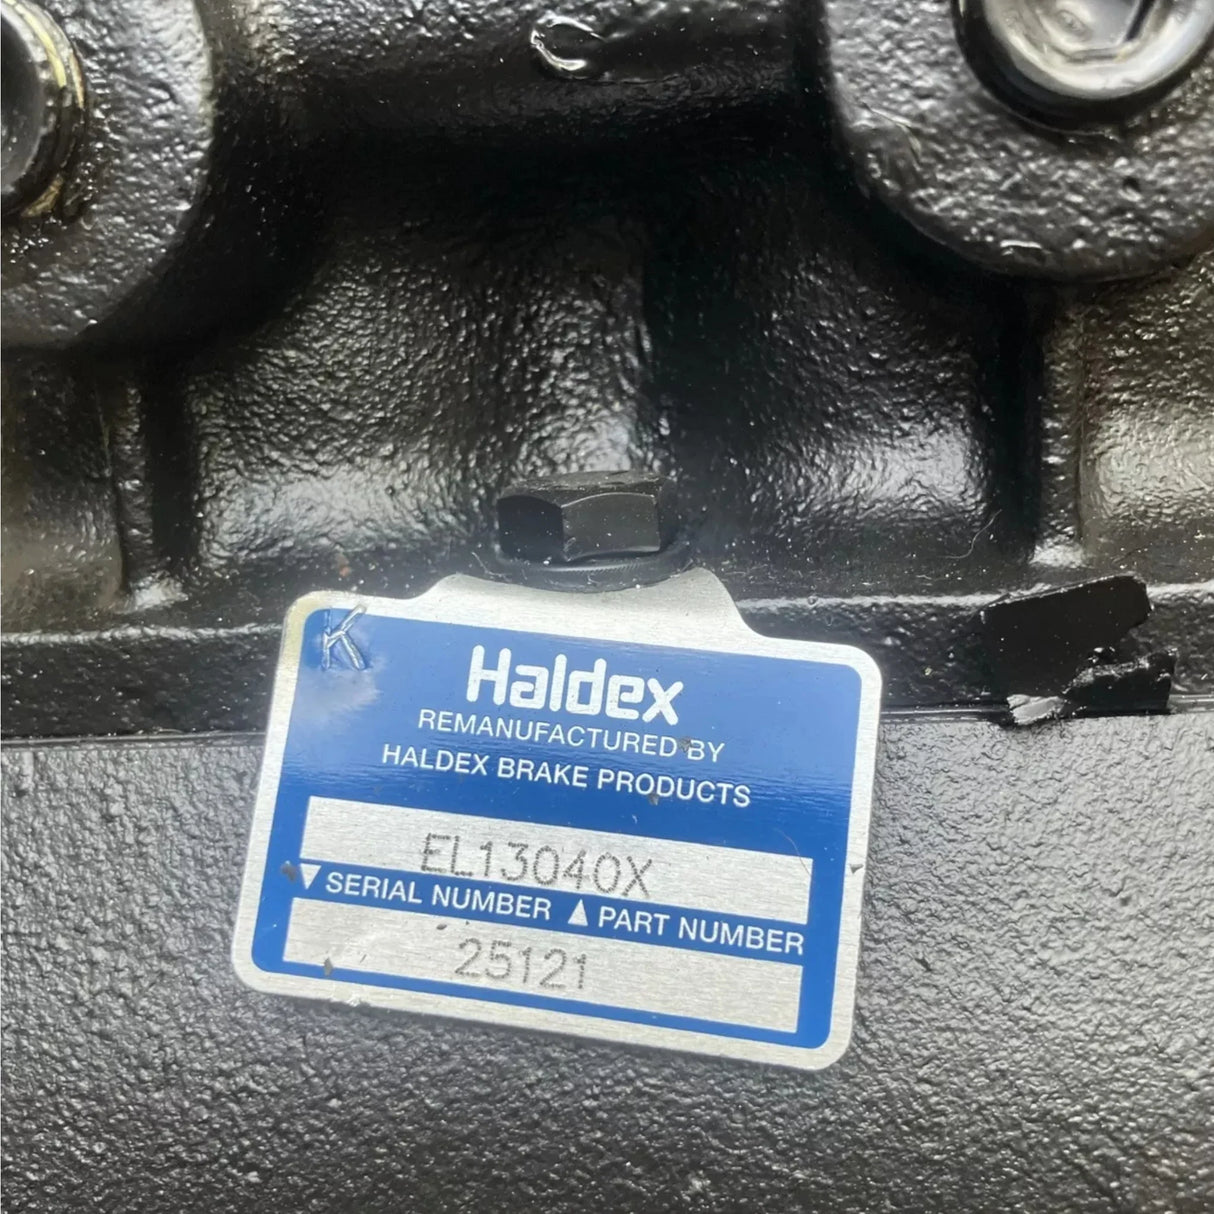 K
Haldex
REMANUFACTURED BY
HALDEX BRAKE PRODUCTS
EL13040X
▼ SERIAL NUMBER ▲ PART NUMBER
25121